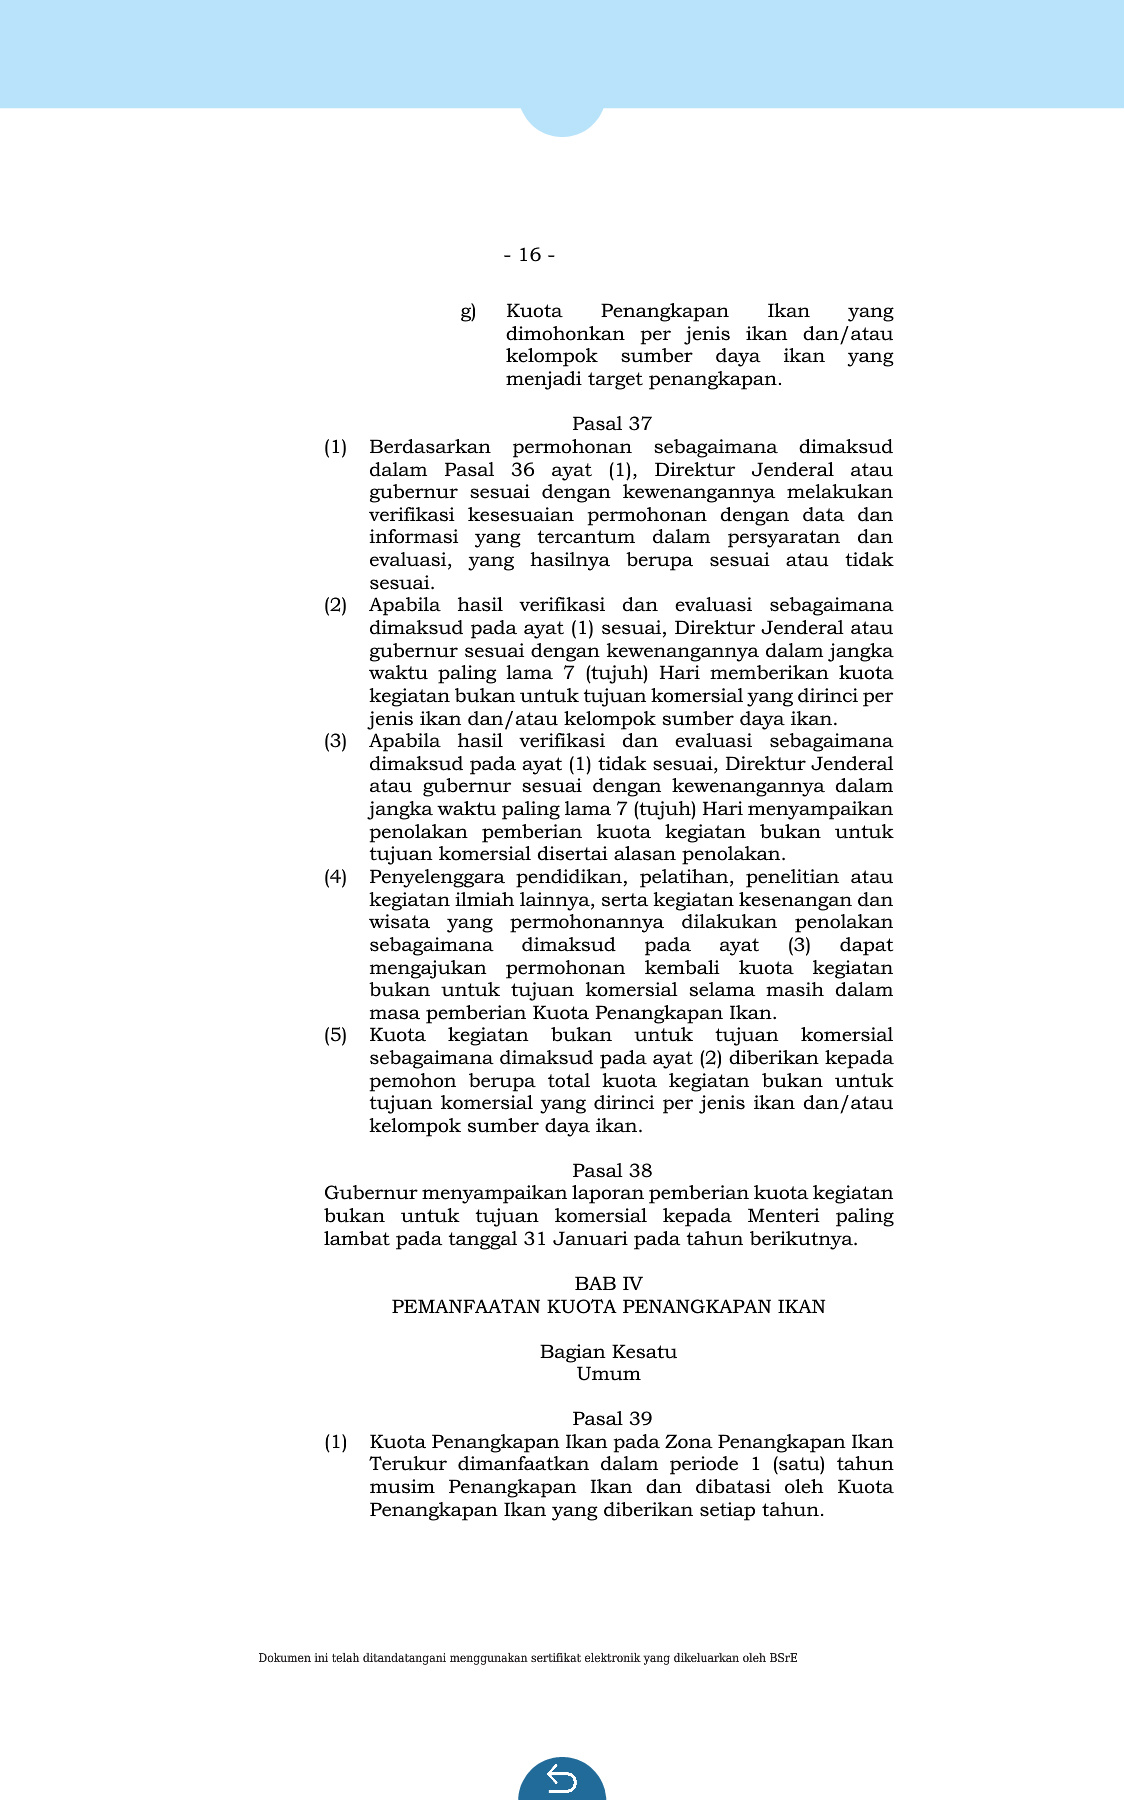 - 16 -
g) Kuota Penangkapan Ikan yang
dimohonkan per jenis ikan dan/atau
kelompok sumber daya ikan yang
menjadi target penangkapan.
Pasal 37
(1) Berdasarkan permohonan sebagaimana dimaksud
dalam Pasal 36 ayat (1), Direktur Jenderal atau
gubernur sesuai dengan kewenangannya melakukan
verifikasi kesesuaian permohonan dengan data dan
informasi yang tercantum dalam persyaratan dan
evaluasi, yang hasilnya berupa sesuai atau tidak
sesuai.
(2) Apabila hasil verifikasi dan evaluasi sebagaimana
dimaksud pada ayat (1) sesuai, Direktur Jenderal atau
gubernur sesuai dengan kewenangannya dalam jangka
waktu paling lama 7 (tujuh) Hari memberikan kuota
kegiatan bukan untuk tujuan komersial yang dirinci per
jenis ikan dan/atau kelompok sumber daya ikan.
(3) Apabila hasil verifikasi dan evaluasi sebagaimana
dimaksud pada ayat (1) tidak sesuai, Direktur Jenderal
atau gubernur sesuai dengan kewenangannya dalam
jangka waktu paling lama 7 (tujuh) Hari menyampaikan
penolakan pemberian kuota kegiatan bukan untuk
tujuan komersial disertai alasan penolakan.
(4) Penyelenggara pendidikan, pelatihan, penelitian atau
kegiatan ilmiah lainnya, serta kegiatan kesenangan dan
wisata yang permohonannya dilakukan penolakan
sebagaimana dimaksud pada ayat (3) dapat
mengajukan permohonan kembali kuota kegiatan
bukan untuk tujuan komersial selama masih dalam
masa pemberian Kuota Penangkapan Ikan.
(5) Kuota kegiatan bukan untuk tujuan komersial
sebagaimana dimaksud pada ayat (2) diberikan kepada
pemohon berupa total kuota kegiatan bukan untuk
tujuan komersial yang dirinci per jenis ikan dan/atau
kelompok sumber daya ikan.
Pasal 38
Gubernur menyampaikan laporan pemberian kuota kegiatan
bukan untuk tujuan komersial kepada Menteri paling
lambat pada tanggal 31 Januari pada tahun berikutnya.
BAB IV
PEMANFAATAN KUOTA PENANGKAPAN IKAN
Bagian Kesatu
Umum
Pasal 39
(1) Kuota Penangkapan Ikan pada Zona Penangkapan Ikan
Terukur dimanfaatkan dalam periode 1 (satu) tahun
musim Penangkapan Ikan dan dibatasi oleh Kuota
Penangkapan Ikan yang diberikan setiap tahun.
Dokumen ini telah ditandatangani menggunakan sertifikat elektronik yang dikeluarkan oleh BSrE